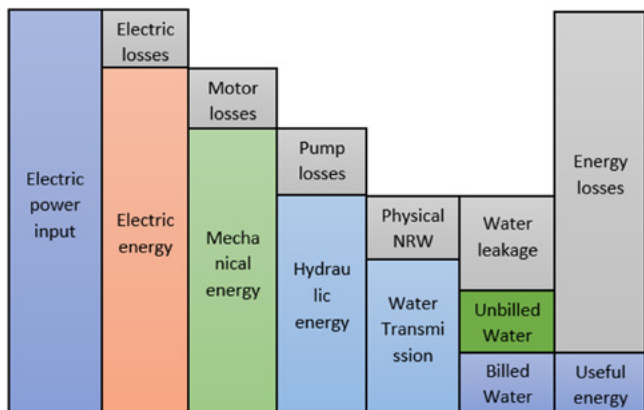 Electric
power
input
Electric
losses
Electric
energy
Motor
losses
Mecha
nical
energy
Pump
losses
Hydrau
lic
energy
Physical
NRW
Water
Transmi
ssion
Water
leakage
Unbilled
Water
Billed
Water
Energy
losses
Useful
energy